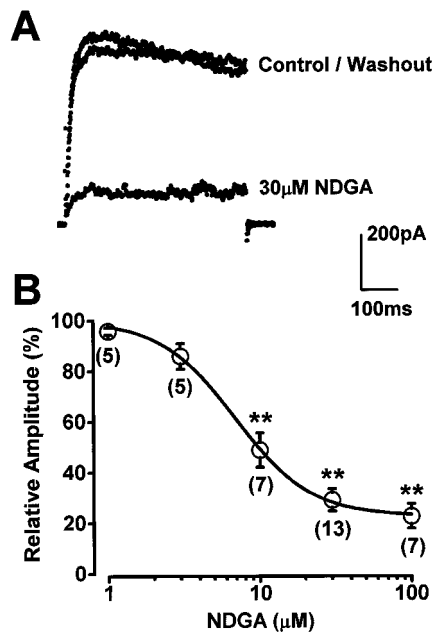 A
Control / Washout
30µM NDGA
200pA
100ms
B
100
80
60
40
20
0
Relative Amplitude (%)
(5)
(5)
**
(7)
**
(13)
**
(7)
1
10
100
NDGA (µM)